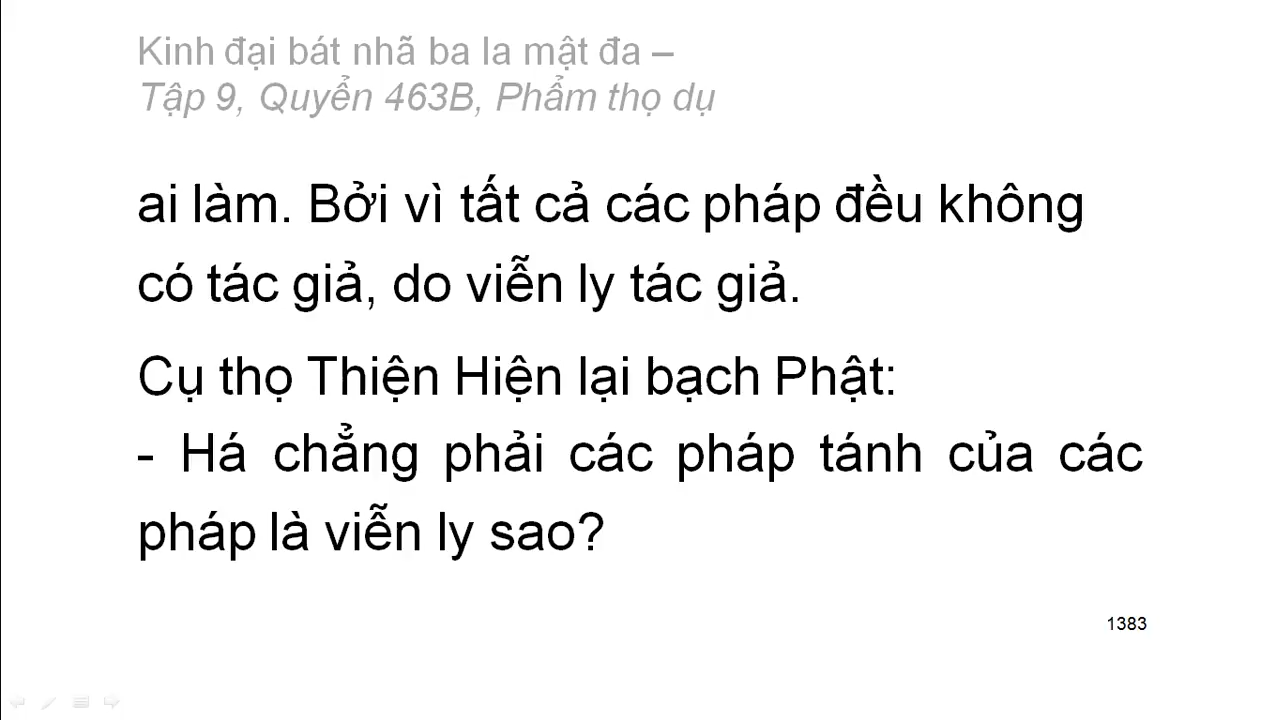 Kinh đại bát nhã ba la mật đa –
Tập 9, Quyển 463B, Phẩm thọ dụ
ai làm. Bởi vì tất cả các pháp đều không
có tác giả, do viễn ly tác giả.
Cụ thọ Thiện Hiện lại bạch Phật:
- Há chẳng phải các pháp tánh của các
pháp là viễn ly sao?
1383